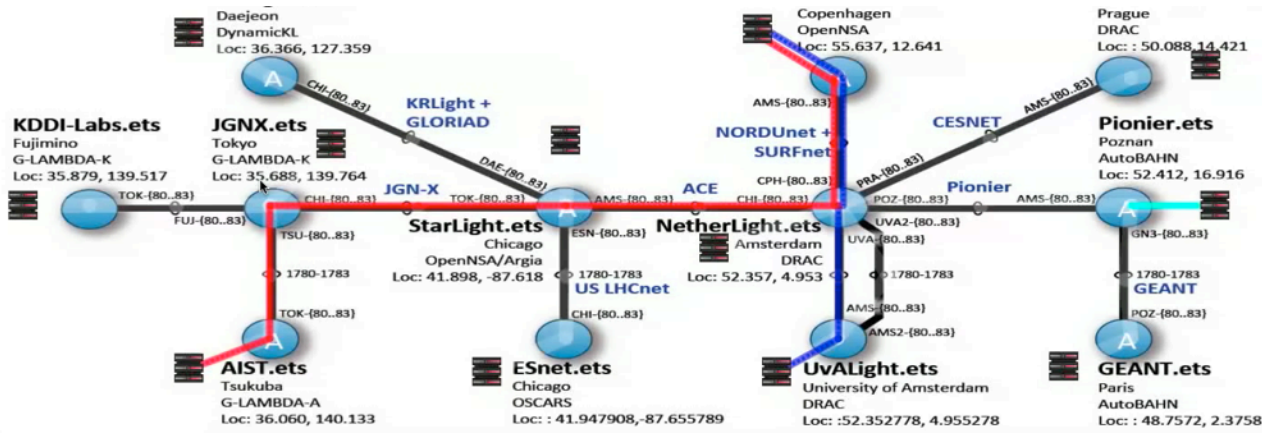 Daejeon
DynamicKL
Loc: 36.366, 127.359
Copenhagen
OpenNSA
Loc: 55.637, 12.641
Prague
DRAC
Loc: : 50.088,14.421
CHI-{80..83}
KRLight +
GLORIAD
DAE-{80..83}
AMS-{80..83}
NORDUnet +
SURFnet
CPH-{80..83}
AMS-{80..83}
CESNET
PRA-{80..83}
KDDI-Labs.ets
Fujimino
G-LAMBDA-K
Loc: 35.879, 139.517
JGNX.ets
Tokyo
G-LAMBDA-K
Loc: 35.688, 139.764
Pionier.ets
Poznan
AutoBAHN
Loc: 52.412, 16.916
TOK-{80..83}
FUJ-{80..83}
CHI-{80..83}
JGN-X
TOK-{80..83}
A
AMS-{80..83}
ACE
CHI-{80..83}
POZ-{80..83}
Pionier
AMS-{80..83}
A
A
A
TSU-{80..83}
StarLight.ets
Chicago
OpenNSA/Argia
Loc: 41.898, -87.618
ESN-{80..83}
NetherLight.ets
Amsterdam
DRAC
Loc: 52.357, 4.953
UVA2-{80..83}
UVA-{80..83}
GN3-{80..83}
1780-1783
1780-1783
US LHCnet
1780-1783
1780-1783
GEANT
TOK-{80..83}
CHI-{80..83}
AMS-{80..83}
AMS2-{80..83}
POZ-{80..83}
A
A
AIST.ets
Tsukuba
G-LAMBDA-A
Loc: 36.060, 140.133
ESnet.ets
Chicago
OSCARS
Loc: : 41.947908,-87.655789
UvALight.ets
University of Amsterdam
DRAC
Loc: :52.352778, 4.955278
GEANT.ets
Paris
AutoBAHN
Loc: : 48.7572, 2.3758